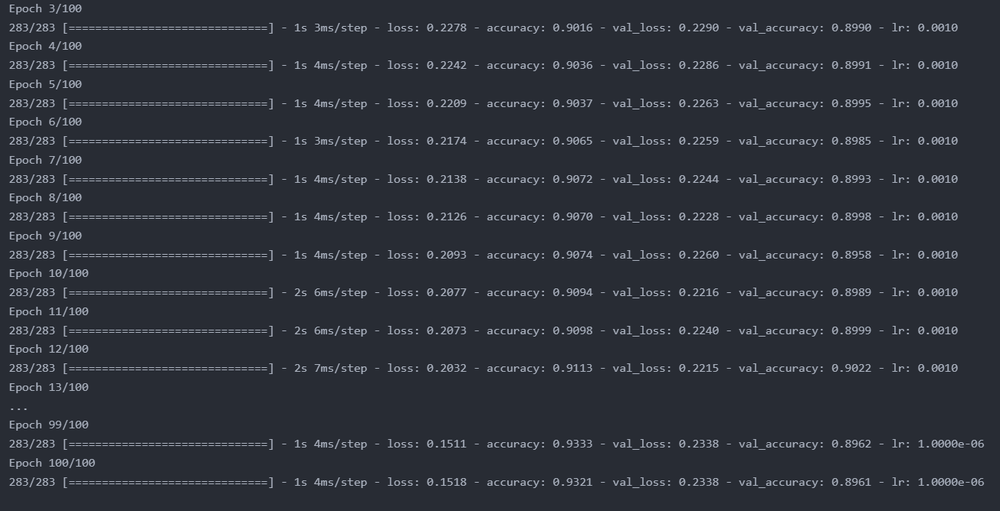 Epoch 3/100
283/283 [==============================] - 1s 3ms/step - loss: 0.2278 - accuracy: 0.9016 - val_loss: 0.2290 - val_accuracy: 0.8990 - lr: 0.0010
Epoch 4/100
283/283 [==============================] - 1s 4ms/step - loss: 0.2242 - accuracy: 0.9036 - val_loss: 0.2286 - val_accuracy: 0.8991 - lr: 0.0010
Epoch 5/100
283/283 [==============================] - 1s 4ms/step - loss: 0.2209 - accuracy: 0.9037 - val_loss: 0.2263 - val_accuracy: 0.8995 - lr: 0.0010
Epoch 6/100
283/283 [==============================] - 1s 3ms/step - loss: 0.2174 - accuracy: 0.9065 - val_loss: 0.2259 - val_accuracy: 0.8985 - lr: 0.0010
Epoch 7/100
283/283 [==============================] - 1s 4ms/step - loss: 0.2138 - accuracy: 0.9072 - val_loss: 0.2244 - val_accuracy: 0.8993 - lr: 0.0010
Epoch 8/100
283/283 [==============================] - 1s 4ms/step - loss: 0.2126 - accuracy: 0.9070 - val_loss: 0.2228 - val_accuracy: 0.8998 - lr: 0.0010
Epoch 9/100
283/283 [==============================] - 1s 4ms/step - loss: 0.2093 - accuracy: 0.9074 - val_loss: 0.2260 - val_accuracy: 0.8958 - lr: 0.0010
Epoch 10/100
283/283 [==============================] - 2s 6ms/step - loss: 0.2077 - accuracy: 0.9094 - val_loss: 0.2216 - val_accuracy: 0.8989 - lr: 0.0010
Epoch 11/100
283/283 [==============================] - 2s 6ms/step - loss: 0.2073 - accuracy: 0.9098 - val_loss: 0.2240 - val_accuracy: 0.8999 - lr: 0.0010
Epoch 12/100
283/283 [==============================] - 2s 7ms/step - loss: 0.2032 - accuracy: 0.9113 - val_loss: 0.2215 - val_accuracy: 0.9022 - lr: 0.0010
Epoch 13/100
...
Epoch 99/100
283/283 [==============================] - 1s 4ms/step - loss: 0.1511 - accuracy: 0.9333 - val_loss: 0.2338 - val_accuracy: 0.8962 - lr: 1.0000e-06
Epoch 100/100
283/283 [==============================] - 1s 4ms/step - loss: 0.1518 - accuracy: 0.9321 - val_loss: 0.2338 - val_accuracy: 0.8961 - lr: 1.0000e-06